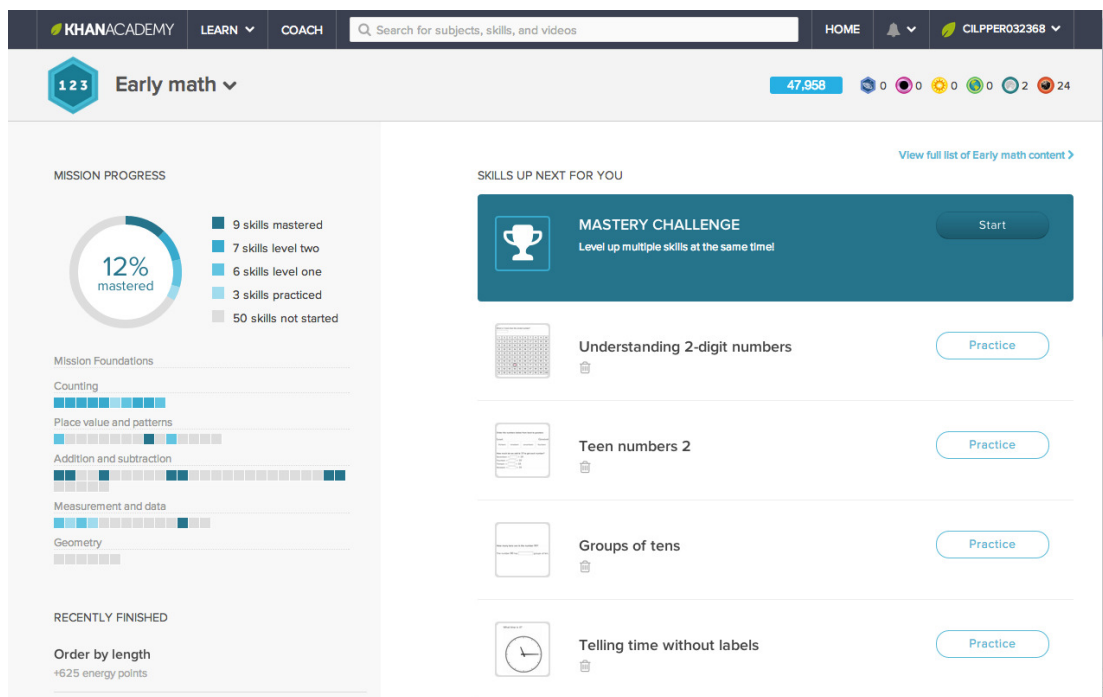 KHANACADEMY LEARN COACH Search for subjects, skills, and videos HOME CILPPER032368
123 Early math 47,958 0 0 0 0 2 24
View full list of Early math content
MISSION PROGRESS
12%
mastered
9 skills mastered
7 skills level two
6 skills level one
3 skills practiced
50 skills not started
Mission Foundations
Counting
Place value and patterns
Addition and subtraction
Measurement and data
Geometry
RECENTLY FINISHED
Order by length
+625 energy points
SKILLS UP NEXT FOR YOU
MASTERY CHALLENGE
Level up multiple skills at the same time!
Start
Understanding 2-digit numbers
Practice
Teen numbers 2
Practice
Groups of tens
Practice
Telling time without labels
Practice